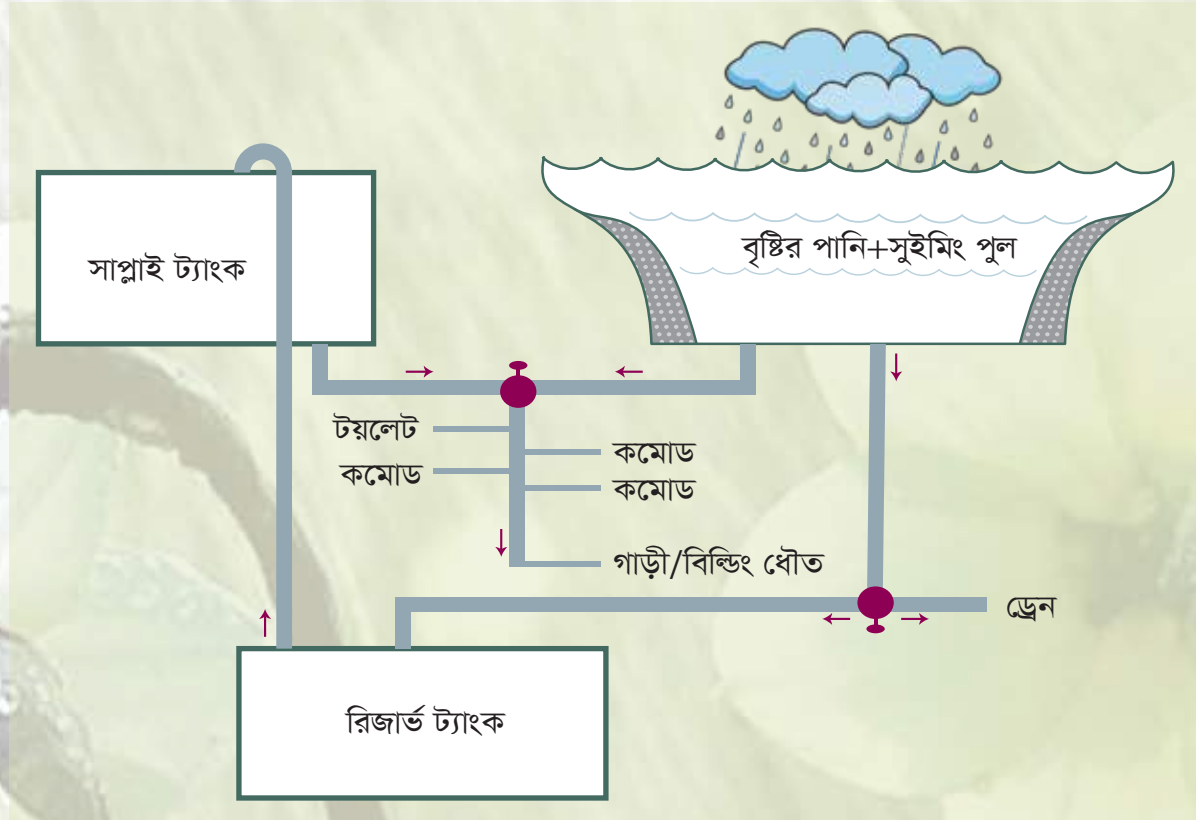 সাপ্লাই ট্যাংক
বৃষ্টির পানি+সুইমিং পুল
টয়লেট
কমোড
কমোড
কমোড
গাড়ী/বিল্ডিং ধৌত
ড্রেন
রিজার্ভ ট্যাংক